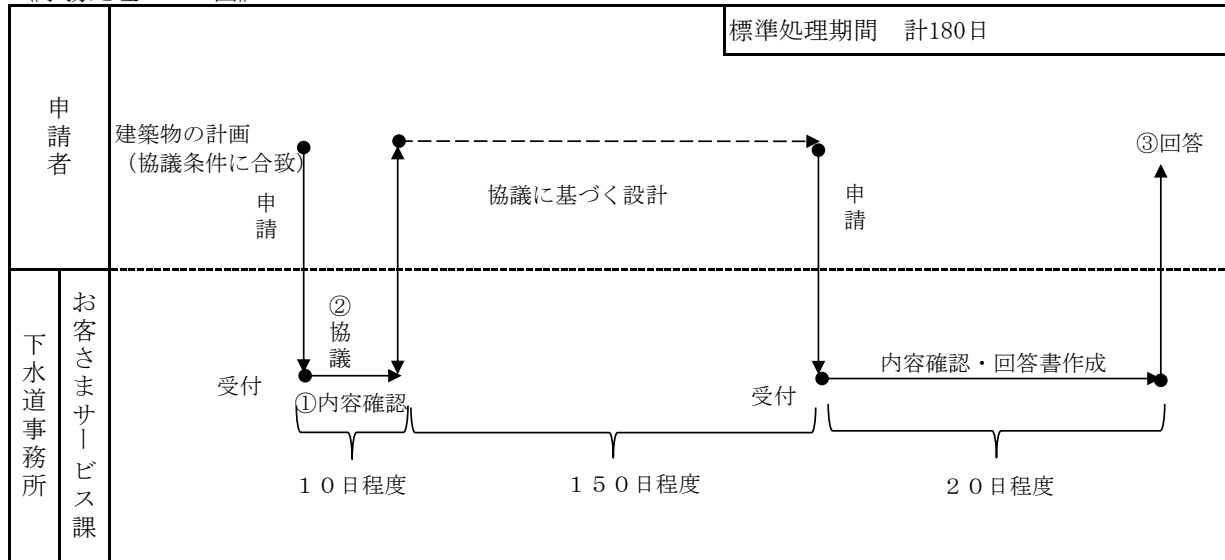 標準処理期間　計180日
申請者
建築物の計画
（協議条件に合致）
③回答
申請
協議に基づく設計
申請
下水道事務所
お客さまサービス課
②協議
受付
①内容確認
受付
内容確認・回答書作成
１０日程度
１５０日程度
２０日程度